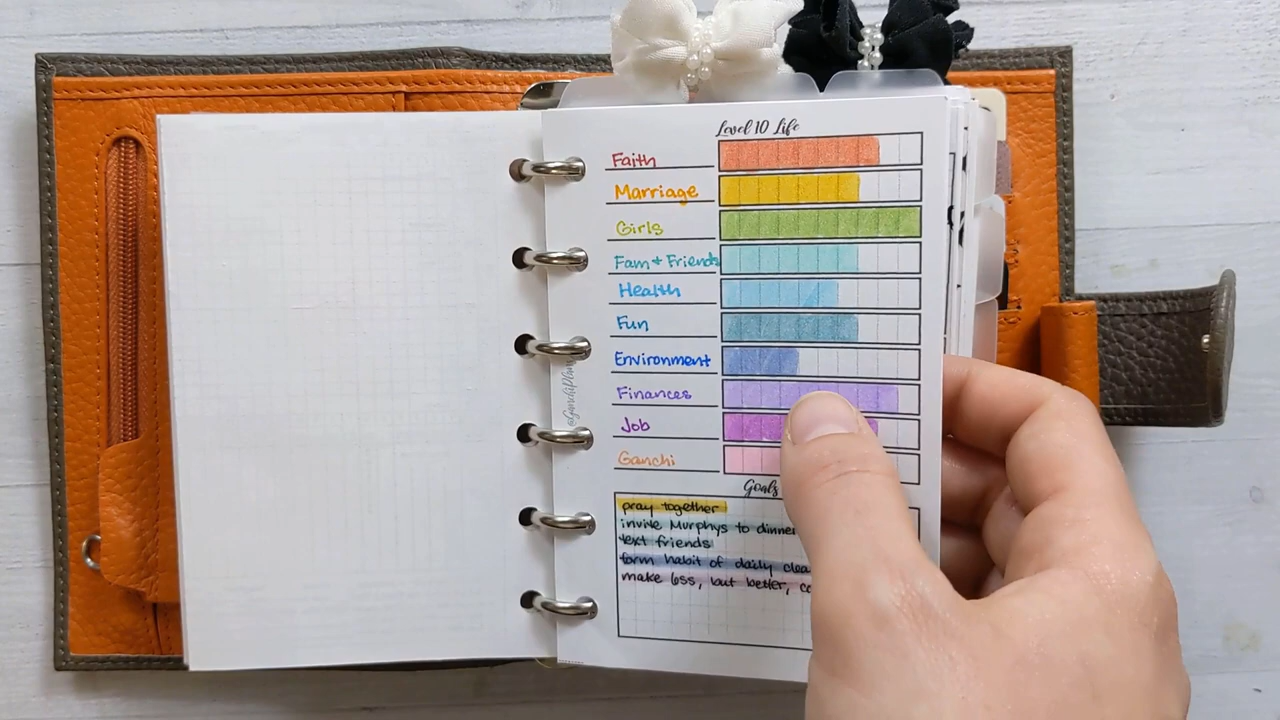 Level 10 Life
Faith
Marriage
Girls
Fam + Friends
Health
Fun
Environment
Finances
Job
Ganchi
Goals
pray together
invite Murphys to dinner
text friends
form habit of daily
make less, but better,